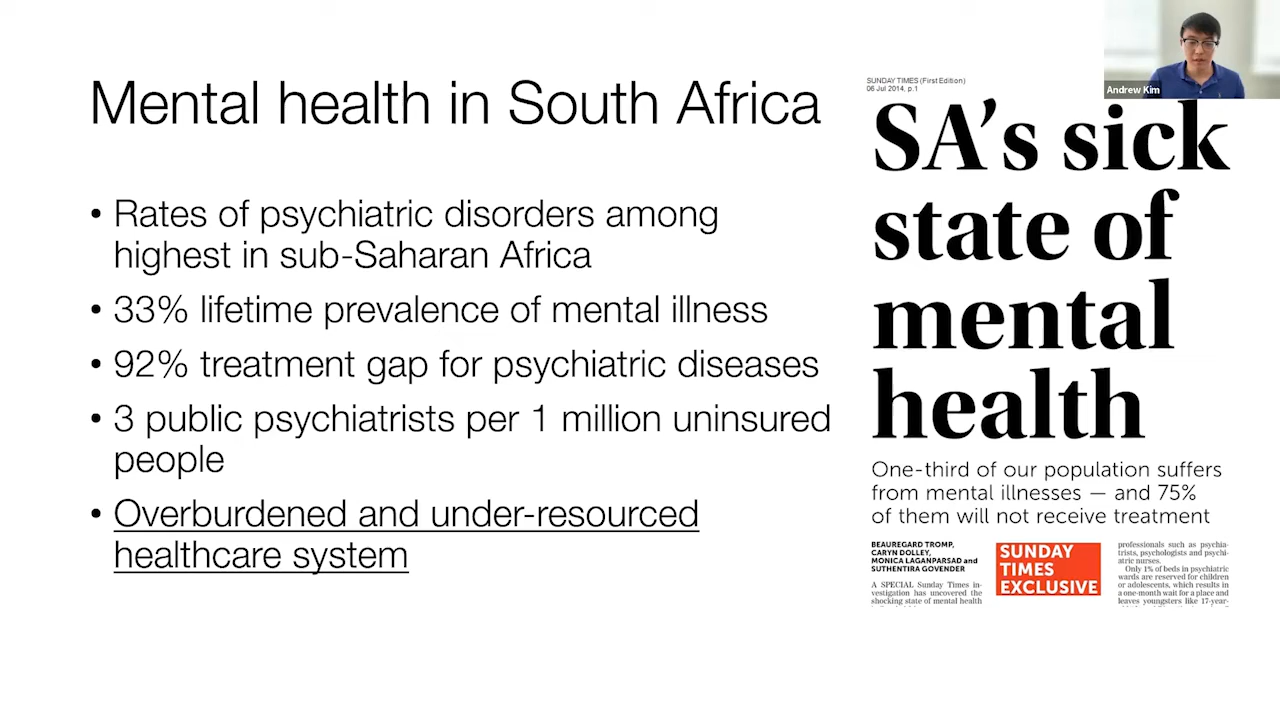 Mental health in South Africa
• Rates of psychiatric disorders among
highest in sub-Saharan Africa
• 33% lifetime prevalence of mental illness
• 92% treatment gap for psychiatric diseases
• 3 public psychiatrists per 1 million uninsured
people
• Overburdened and under-resourced
healthcare system
SUNDAY TIMES (First Edition)
06 Jul 2014, p.1
SA's sick
state of
mental
health
One-third of our population suffers
from mental illnesses — and 75%
of them will not receive treatment
BEAUREGARD TROMP,
CARYN DOLLEY,
MONICA LAGANPARSAD and
SUTHENTIRA GOVENDER
A SPECIAL Sunday Times in-
vestigation has uncovered the
shocking state of mental health
SUNDAY
TIMES
EXCLUSIVE
professionals such as psychia-
trists, psychologists and psychi-
atric nurses.
Only 1% of beds in psychiatric
wards are reserved for children
or adolescents, which results in
a one-month wait for a place and
leaves youngsters like 17-year-
Andrew Kim